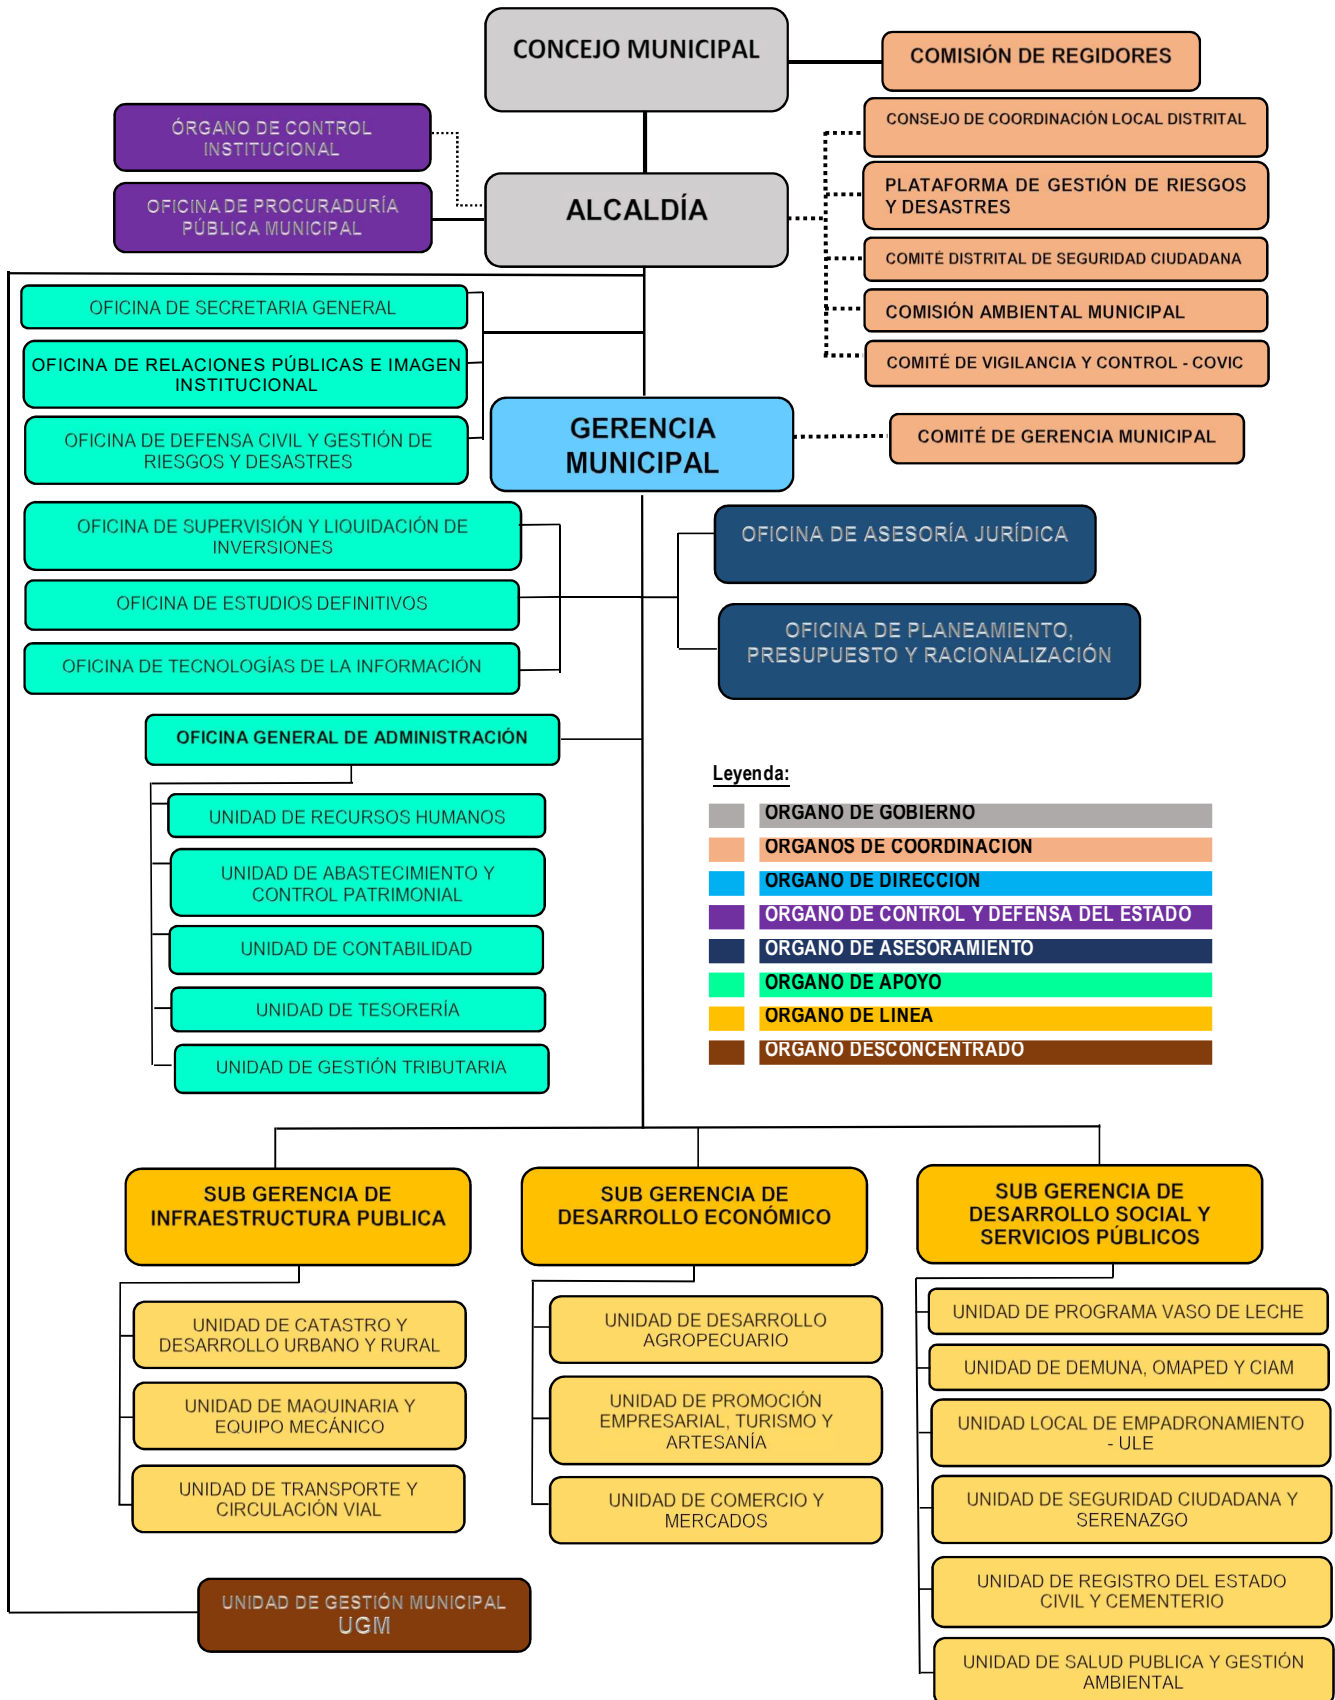 CONCEJO MUNICIPAL
COMISIÓN DE REGIDORES
ÓRGANO DE CONTROL
INSTITUCIONAL
OFICINA DE PROCURADURÍA
PÚBLICA MUNICIPAL
ALCALDÍA
CONSEJO DE COORDINACIÓN LOCAL DISTRITAL
PLATAFORMA DE GESTIÓN DE RIESGOS
Y DESASTRES
COMITÉ DISTRITAL DE SEGURIDAD CIUDADANA
COMISIÓN AMBIENTAL MUNICIPAL
COMITÉ DE VIGILANCIA Y CONTROL - COVIC
OFICINA DE SECRETARIA GENERAL
OFICINA DE RELACIONES PÚBLICAS E IMAGEN
INSTITUCIONAL
OFICINA DE DEFENSA CIVIL Y GESTIÓN DE
RIESGOS Y DESASTRES
GERENCIA
MUNICIPAL
COMITÉ DE GERENCIA MUNICIPAL
OFICINA DE SUPERVISIÓN Y LIQUIDACIÓN DE
INVERSIONES
OFICINA DE ESTUDIOS DEFINITIVOS
OFICINA DE TECNOLOGÍAS DE LA INFORMACIÓN
OFICINA DE ASESORÍA JURÍDICA
OFICINA DE PLANEAMIENTO,
PRESUPUESTO Y RACIONALIZACIÓN
OFICINA GENERAL DE ADMINISTRACIÓN
UNIDAD DE RECURSOS HUMANOS
UNIDAD DE ABASTECIMIENTO Y
CONTROL PATRIMONIAL
UNIDAD DE CONTABILIDAD
UNIDAD DE TESORERÍA
UNIDAD DE GESTIÓN TRIBUTARIA
Leyenda:
ORGANO DE GOBIERNO
ORGANOS DE COORDINACION
ORGANO DE DIRECCION
ORGANO DE CONTROL Y DEFENSA DEL ESTADO
ORGANO DE ASESORAMIENTO
ORGANO DE APOYO
ORGANO DE LINEA
ORGANO DESCONCENTRADO
SUB GERENCIA DE
INFRAESTRUCTURA PUBLICA
UNIDAD DE CATASTRO Y
DESARROLLO URBANO Y RURAL
UNIDAD DE MAQUINARIA Y
EQUIPO MECÁNICO
UNIDAD DE TRANSPORTE Y
CIRCULACIÓN VIAL
SUB GERENCIA DE
DESARROLLO ECONÓMICO
UNIDAD DE DESARROLLO
AGROPECUARIO
UNIDAD DE PROMOCIÓN
EMPRESARIAL, TURISMO Y
ARTESANÍA
UNIDAD DE COMERCIO Y
MERCADOS
SUB GERENCIA DE
DESARROLLO SOCIAL Y
SERVICIOS PÚBLICOS
UNIDAD DE PROGRAMA VASO DE LECHE
UNIDAD DE DEMUNA, OMAPED Y CIAM
UNIDAD LOCAL DE EMPADRONAMIENTO
- ULE
UNIDAD DE SEGURIDAD CIUDADANA Y
SERENAZGO
UNIDAD DE REGISTRO DEL ESTADO
CIVIL Y CEMENTERIO
UNIDAD DE SALUD PUBLICA Y GESTIÓN
AMBIENTAL
UNIDAD DE GESTIÓN MUNICIPAL
UGM